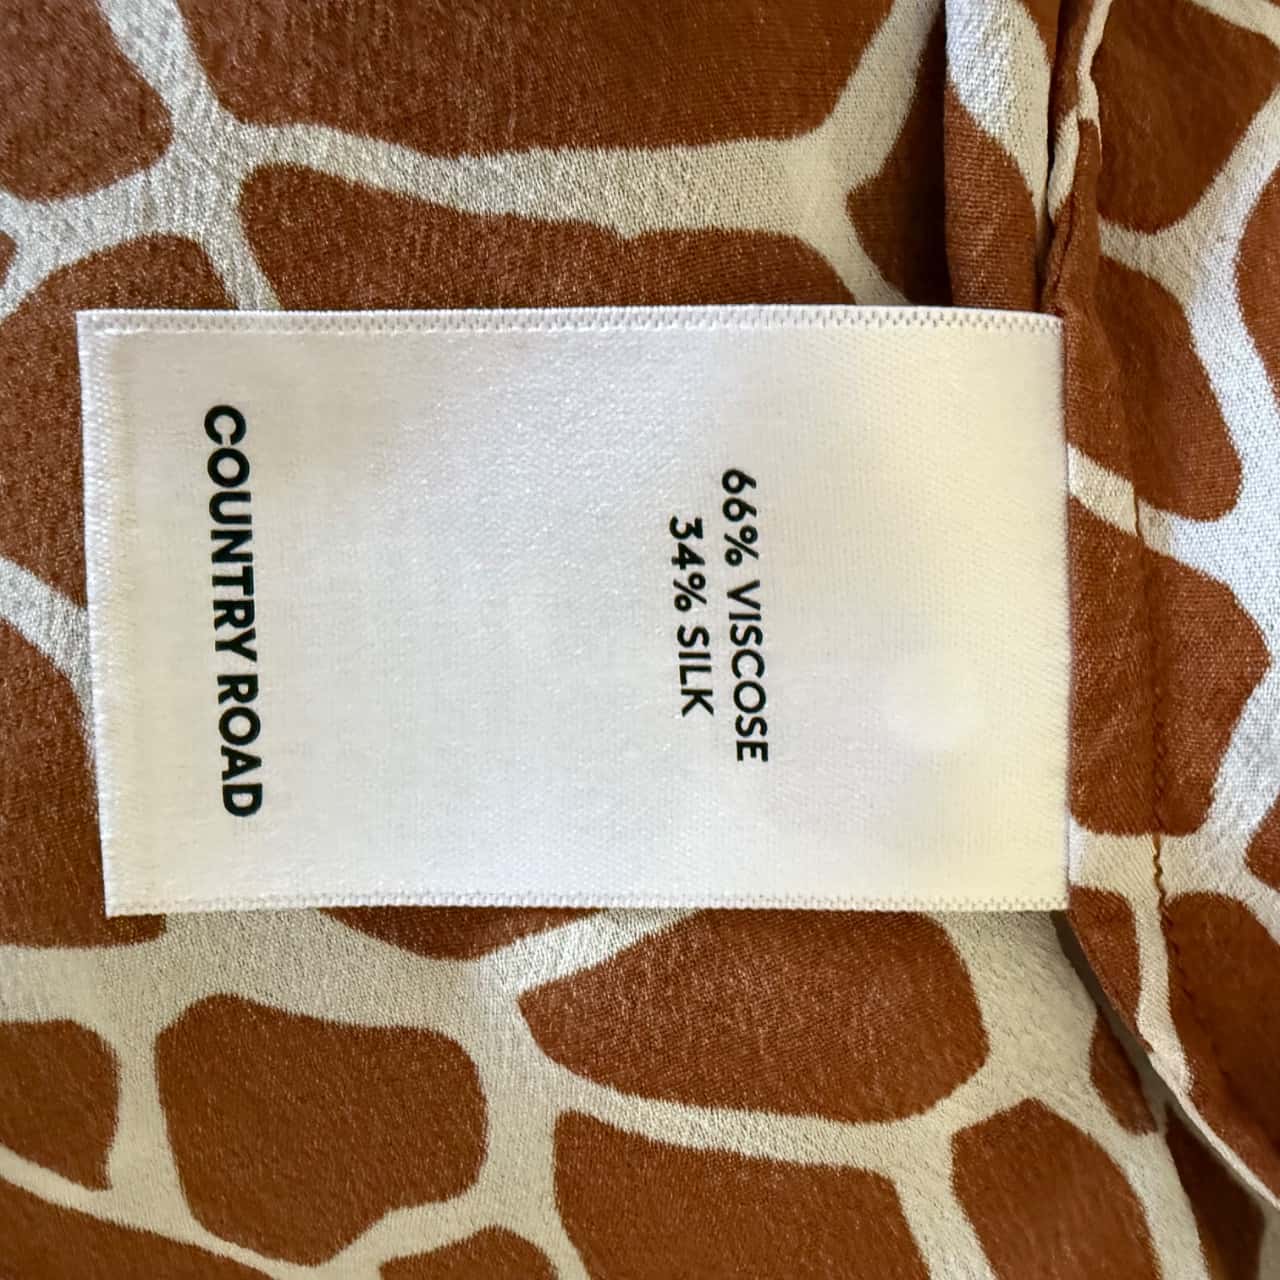 66% VISCOSE
34% SILK
COUNTRY ROAD